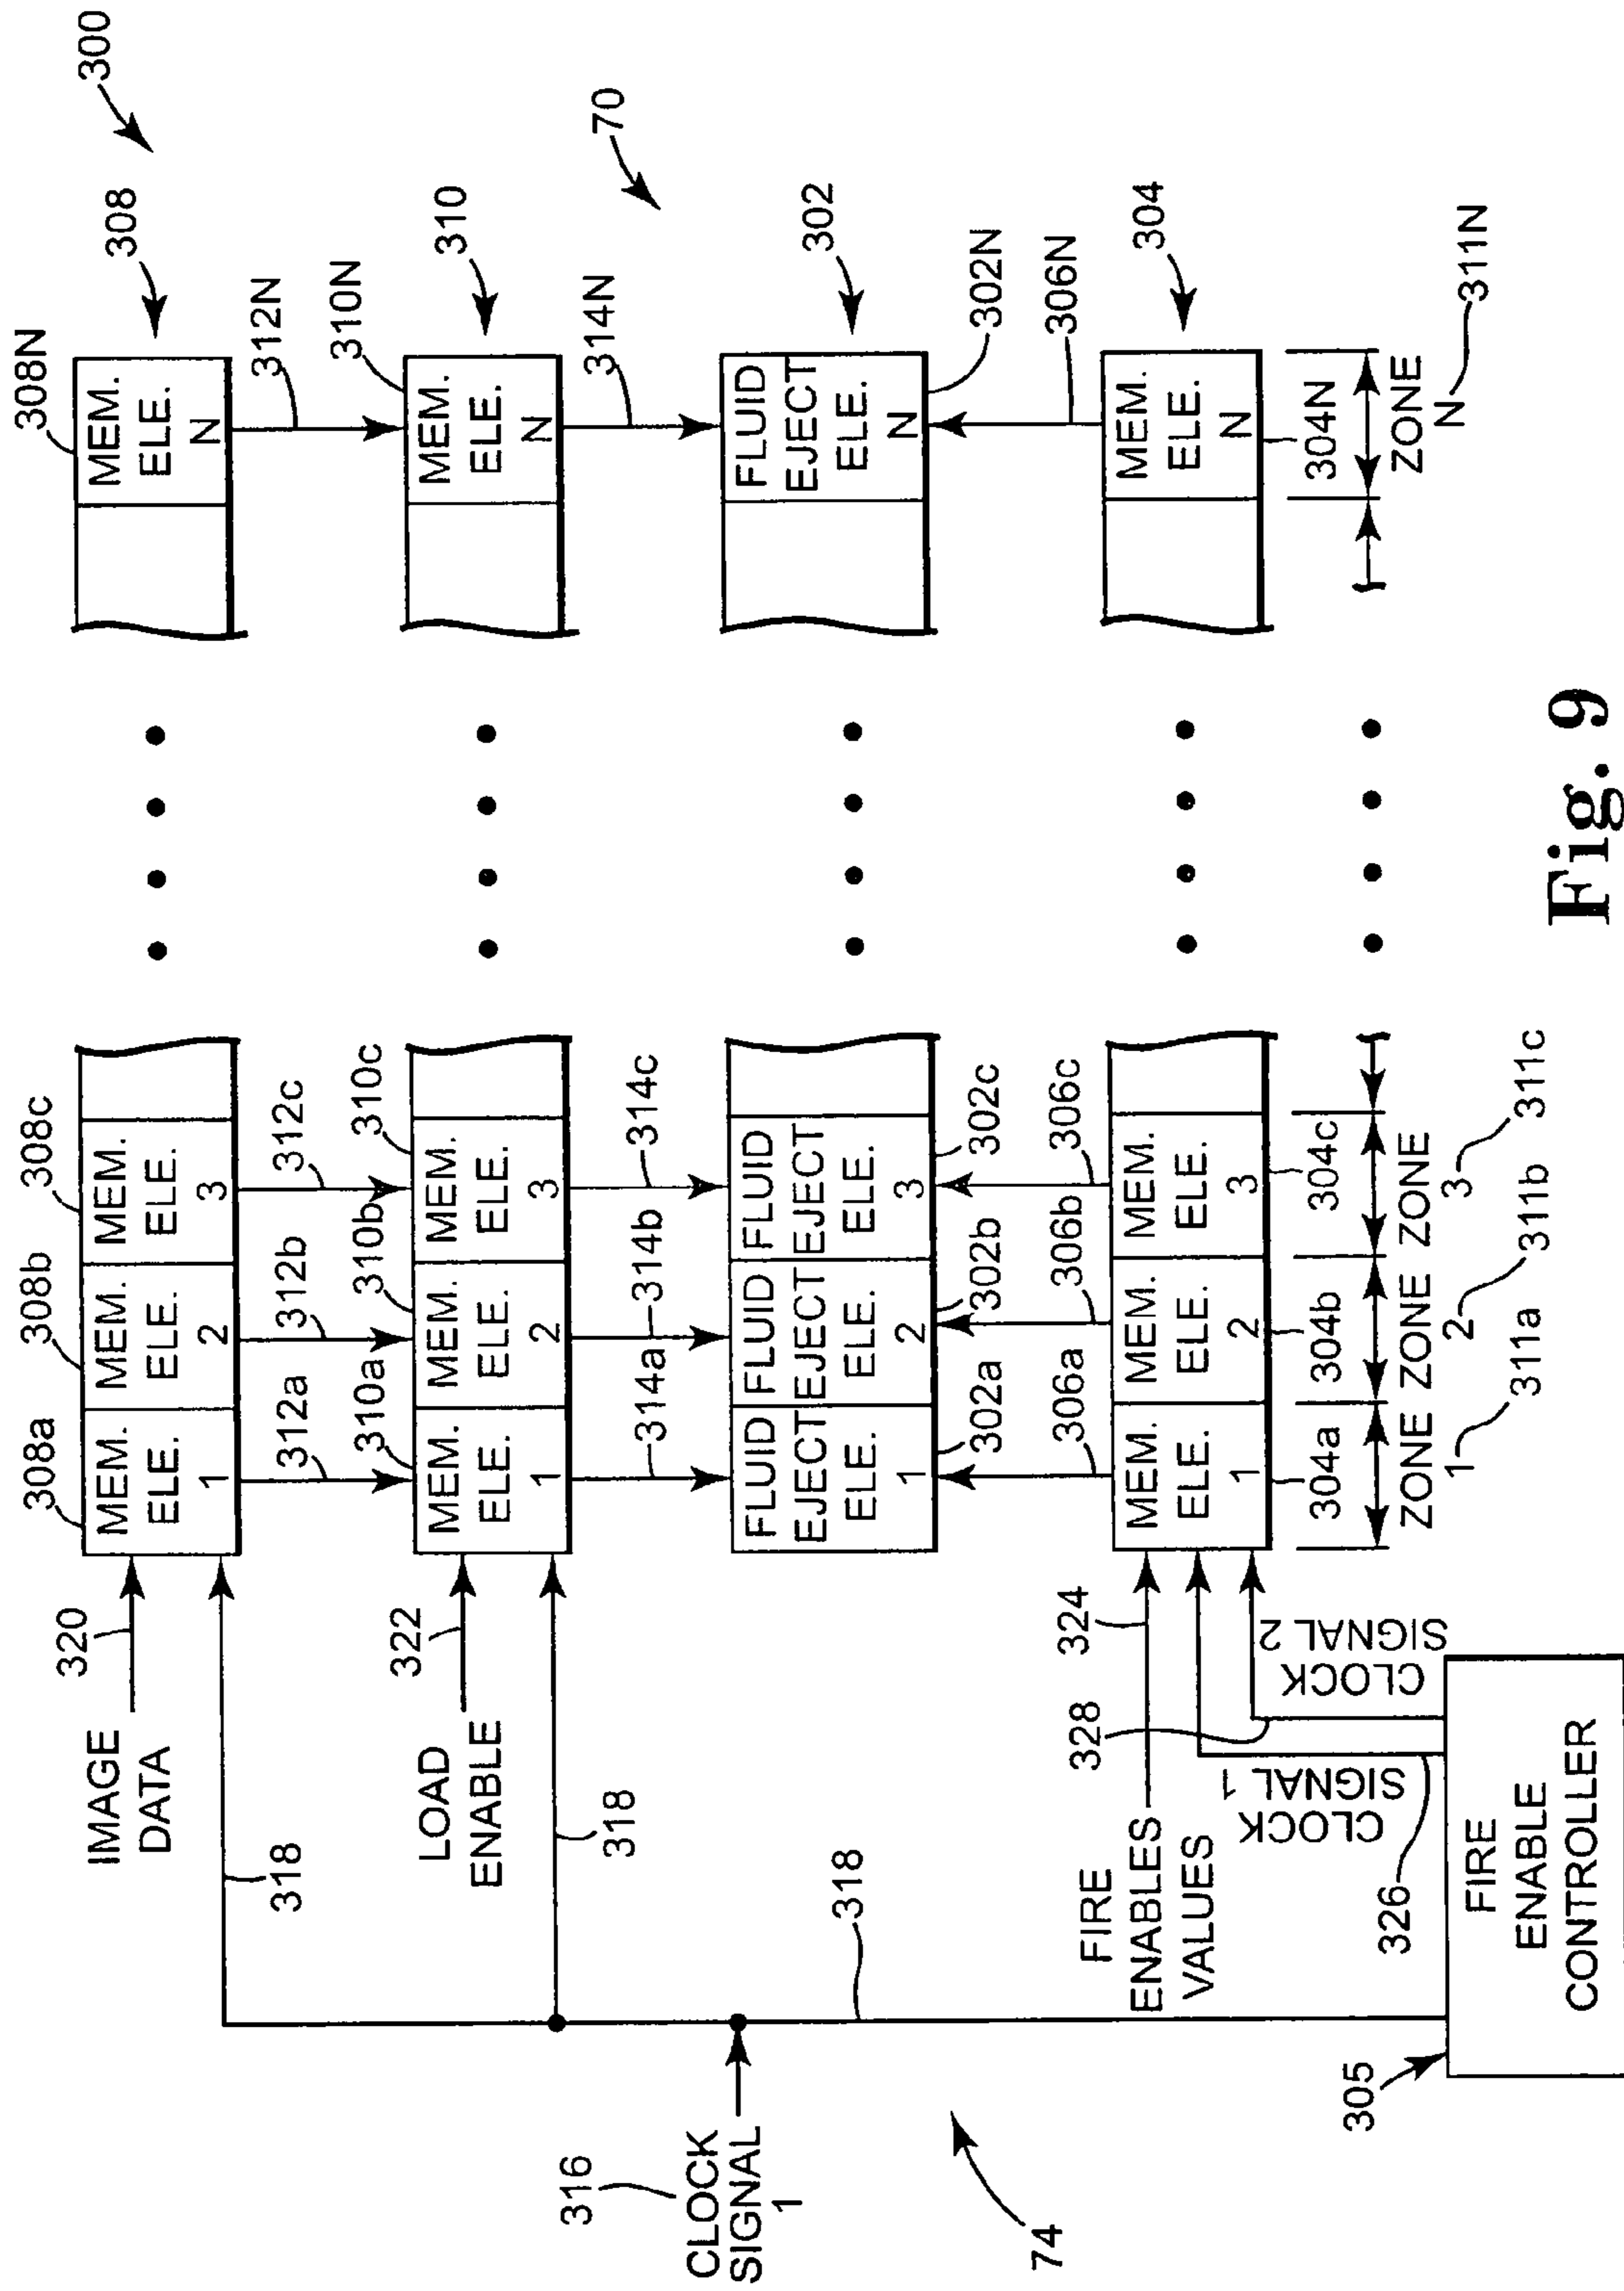 300
308
308N
MEM.
ELE.
N
312N
308a
308b
308c
MEM.
ELE.
1
MEM.
ELE.
2
MEM.
ELE.
3
IMAGE
DATA
320
318
312a
312b
312c
310
310N
MEM.
ELE.
N
314N
310a
310b
310c
MEM.
ELE.
1
MEM.
ELE.
2
MEM.
ELE.
3
LOAD
ENABLE
322
318
314a
314b
314c
70
302
FLUID
EJECT
ELE.
N
302N
FLUID
EJECT
ELE.
1
FLUID
EJECT
ELE.
2
FLUID
EJECT
ELE.
3
302a
302b
302c
316
CLOCK
SIGNAL
1
318
306a
306b
306c
306N
304
MEM.
ELE.
1
MEM.
ELE.
2
MEM.
ELE.
3
MEM.
ELE.
N
FIRE
ENABLES
VALUES
324
328
CLOCK
SIGNAL 1
CLOCK
SIGNAL 2
326
304a
304b
304c
304N
ZONE
1
ZONE
2
ZONE
3
ZONE
N
311a
311b
311c
311N
74
305
FIRE
ENABLE
CONTROLLER
Fig. 9